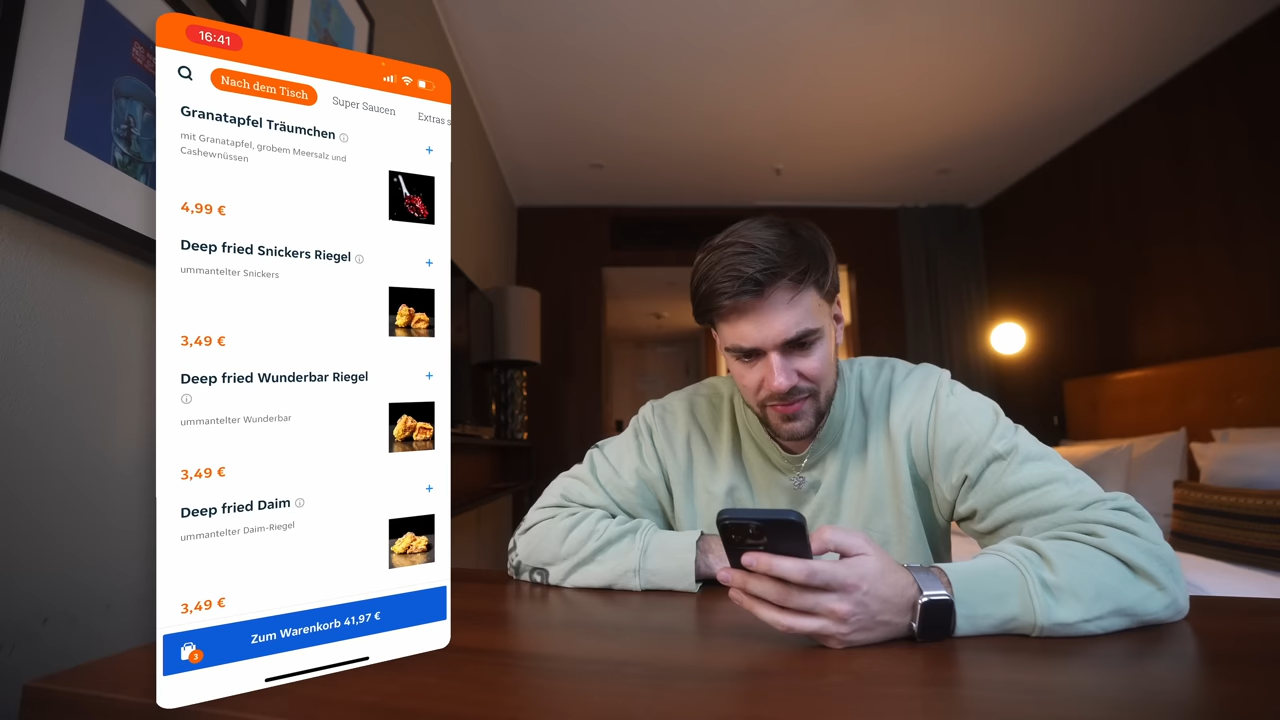 16:41
Nach dem Tisch
Super Saucen
Extras s
Granatapfel Träumchen
mit Granatapfel, grobem Meersalz und
Cashewnüssen
4,99 €
Deep fried Snickers Riegel
ummantelter Snickers
3,49 €
Deep fried Wunderbar Riegel
ummantelter Wunderbar
3,49 €
Deep fried Daim
ummantelter Daim-Riegel
3,49 €
3
Zum Warenkorb 41,97 €